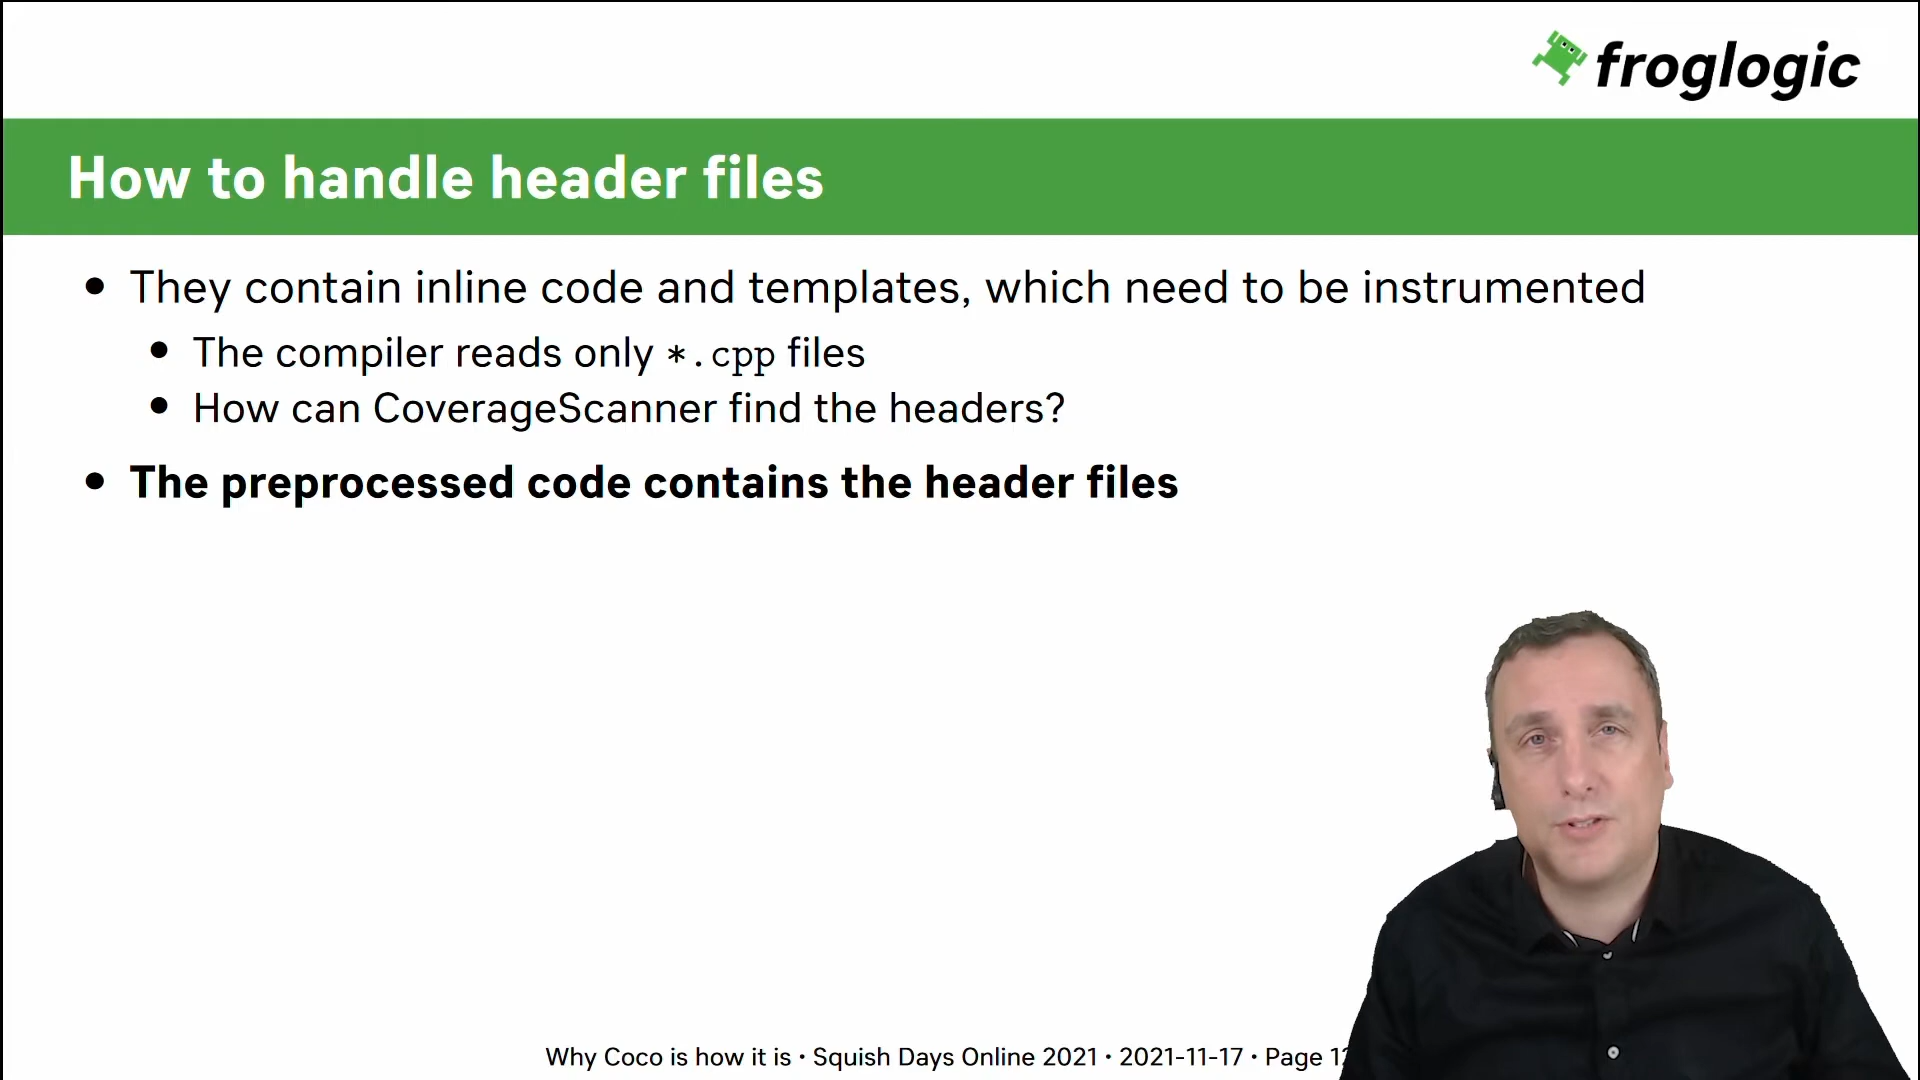 froglogic
How to handle header files
• They contain inline code and templates, which need to be instrumented
• The compiler reads only *.cpp files
• How can CoverageScanner find the headers?
• The preprocessed code contains the header files
Why Coco is how it is • Squish Days Online 2021 • 2021-11-17 • Page